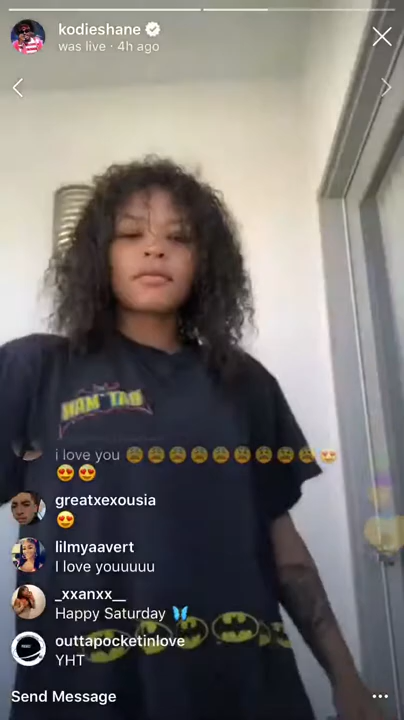 kodieshane
was live · 4h ago
i love you 😩😩😩😩😩😩😩😩😩😍
😍😍
greatxexousia
😍
lilmyaavert
I love youuuuu
_xxanxx__
Happy Saturday 🦋
outtapocketinlove
YHT
Send Message